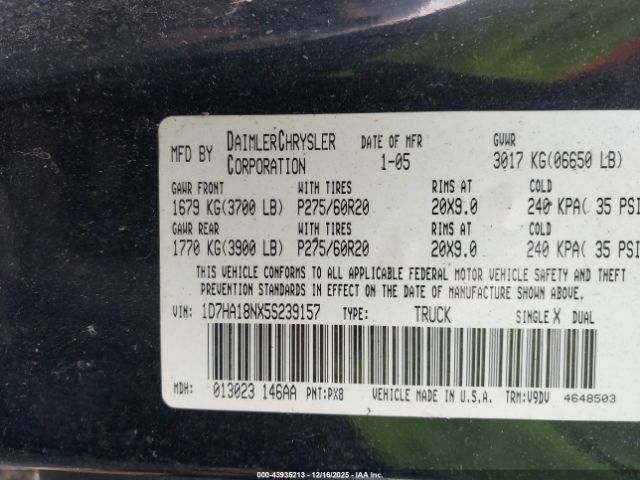 MFD BY DAIMLERCHRYSLER CORPORATION DATE OF MFR 1-05 GVWR 3017 KG(06650 LB)
GAWR FRONT WITH TIRES RIMS AT COLD
1679 KG(3700 LB) P275/60R20 20X9.0 240 KPA( 35 PSI
GAWR REAR WITH TIRES RIMS AT COLD
1770 KG(3900 LB) P275/60R20 20X9.0 240 KPA( 35 PSI
THIS VEHICLE CONFORMS TO ALL APPLICABLE FEDERAL MOTOR VEHICLE SAFETY AND THEFT
PREVENTION STANDARDS IN EFFECT ON THE DATE OF MANUFACTURE SHOWN ABOVE.
VIN: 1D7HA18NX5S239157 TYPE: TRUCK SINGLE X DUAL
MDH: 013023 146AA PNT:PX8 VEHICLE MADE IN U.S.A. TRM:V9DV 4648503
000-43935213 - 12/16/2025 - IAA Inc.